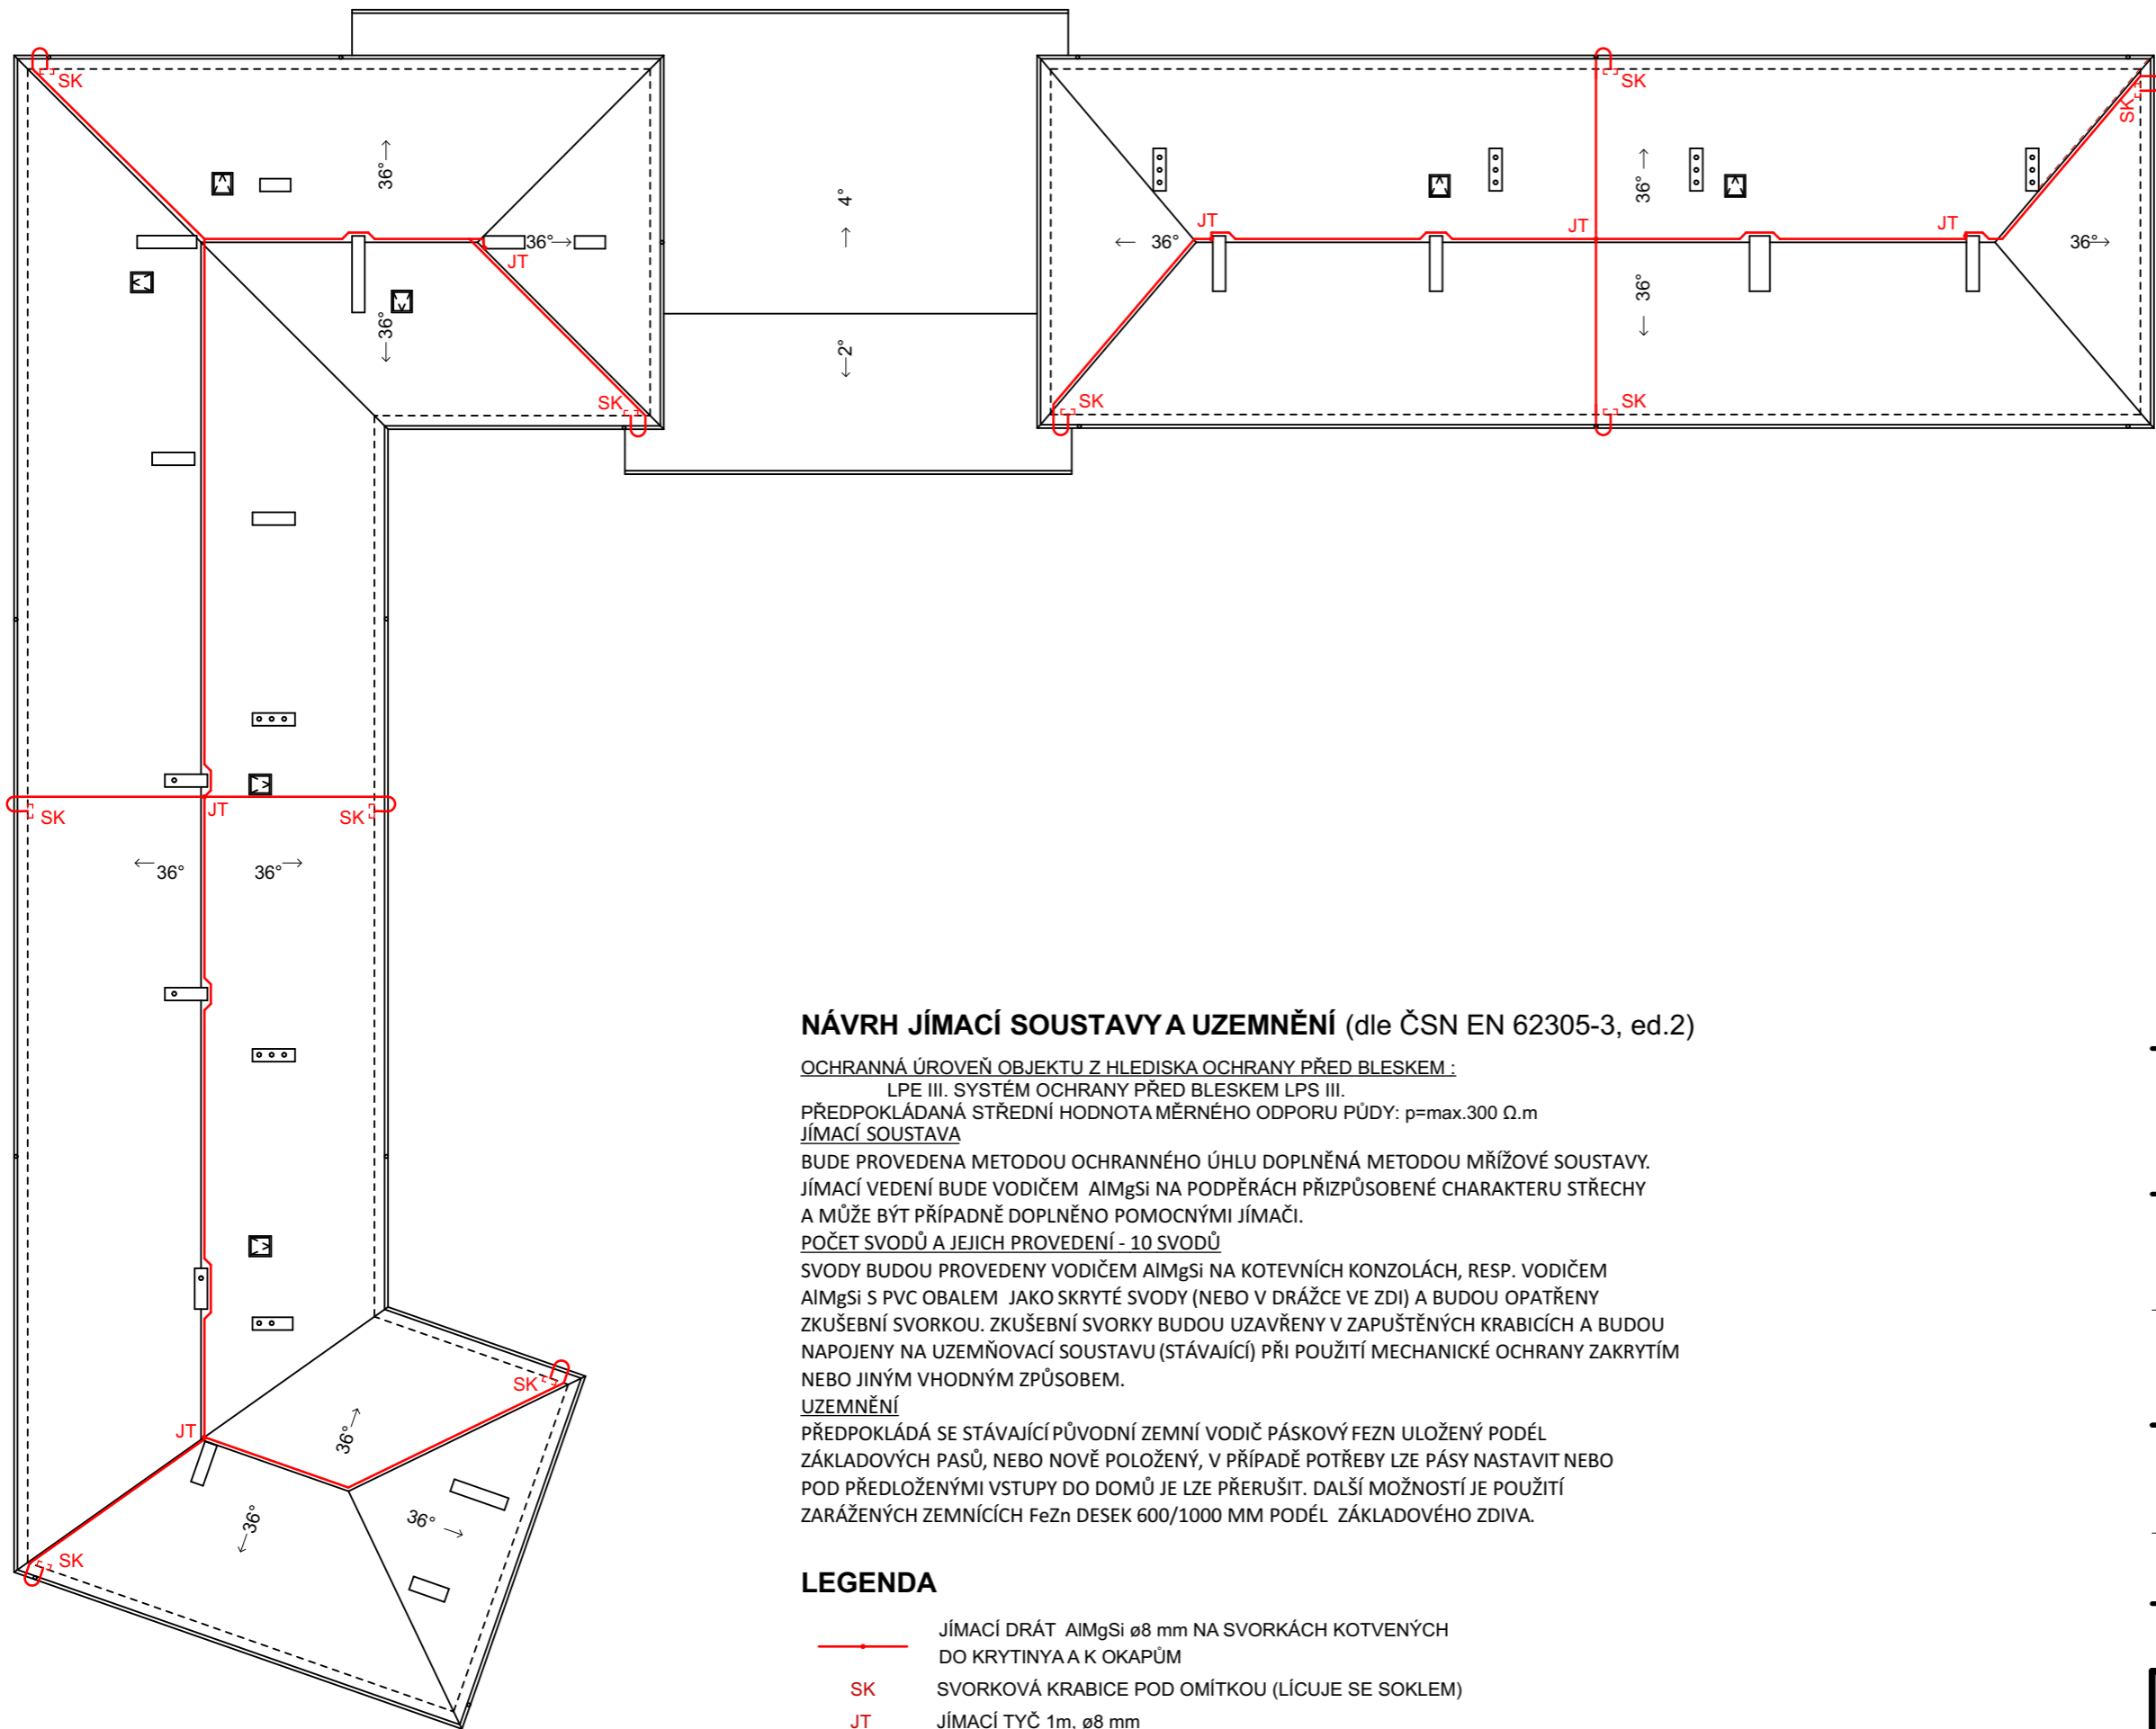 SK
SK
SK
36°
36°
4°
JT
JT
JT
36°
36°
36°
36°
JT
36°
36°
2°
SK
SK
SK
SK
JT
SK
36°
36°
NÁVRH JÍMACÍ SOUSTAVY A UZEMNĚNÍ (dle ČSN EN 62305-3, ed.2)
OCHRANNÁ ÚROVEŇ OBJEKTU Z HLEDISKA OCHRANY PŘED BLESKEM :
LPE III. SYSTÉM OCHRANY PŘED BLESKEM LPS III.
PŘEDPOKLÁDANÁ STŘEDNÍ HODNOTA MĚRNÉHO ODPORU PŮDY: p=max.300 Ω.m
JÍMACÍ SOUSTAVA
BUDE PROVEDENA METODOU OCHRANNÉHO ÚHLU DOPLNĚNÁ METODOU MŘÍŽOVÉ SOUSTAVY.
JÍMACÍ VEDENÍ BUDE VODIČEM AlMgSi NA PODPĚRÁCH PŘIZPŮSOBENÉ CHARAKTERU STŘECHY
A MŮŽE BÝT PŘÍPADNĚ DOPLNĚNO POMOCNÝMI JÍMAČI.
POČET SVODŮ A JEJICH PROVEDENÍ - 10 SVODŮ
SVODY BUDOU PROVEDENY VODIČEM AlMgSi NA KOTEVNÍCH KONZOLÁCH, RESP. VODIČEM
AlMgSi S PVC OBALEM JAKO SKRYTÉ SVODY (NEBO V DRÁŽCE VE ZDI) A BUDOU OPATŘENY
ZKUŠEBNÍ SVORKOU. ZKUŠEBNÍ SVORKY BUDOU UZAVŘENY V ZAPUŠTĚNÝCH KRABICÍCH A BUDOU
NAPOJENY NA UZEMŇOVACÍ SOUSTAVU (STÁVAJÍCÍ) PŘI POUŽITÍ MECHANICKÉ OCHRANY ZAKRYTÍM
NEBO JINÝM VHODNÝM ZPŮSOBEM.
UZEMNĚNÍ
PŘEDPOKLÁDÁ SE STÁVAJÍCÍ PŮVODNÍ ZEMNÍ VODIČ PÁSKOVÝ FEZN ULOŽENÝ PODÉL
ZÁKLADOVÝCH PASŮ, NEBO NOVĚ POLOŽENÝ, V PŘÍPADĚ POTŘEBY LZE PÁSY NASTAVIT NEBO
POD PŘEDLOŽENÝMI VSTUPY DO DOMŮ JE LZE PŘERUŠIT. DALŠÍ MOŽNOSTÍ JE POUŽITÍ
ZARÁŽENÝCH ZEMNÍCÍCH FeZn DESEK 600/1000 MM PODÉL ZÁKLADOVÉHO ZDIVA.
SK
JT
36°
36°
36°
SK
LEGENDA
JÍMACÍ DRÁT AlMgSi ø8 mm NA SVORKÁCH KOTVENÝCH
DO KRYTINYA A K OKAPŮM
SK SVORKOVÁ KRABICE POD OMÍTKOU (LÍCUJE SE SOKLEM)
JT JÍMACÍ TYČ 1m, ø8 mm